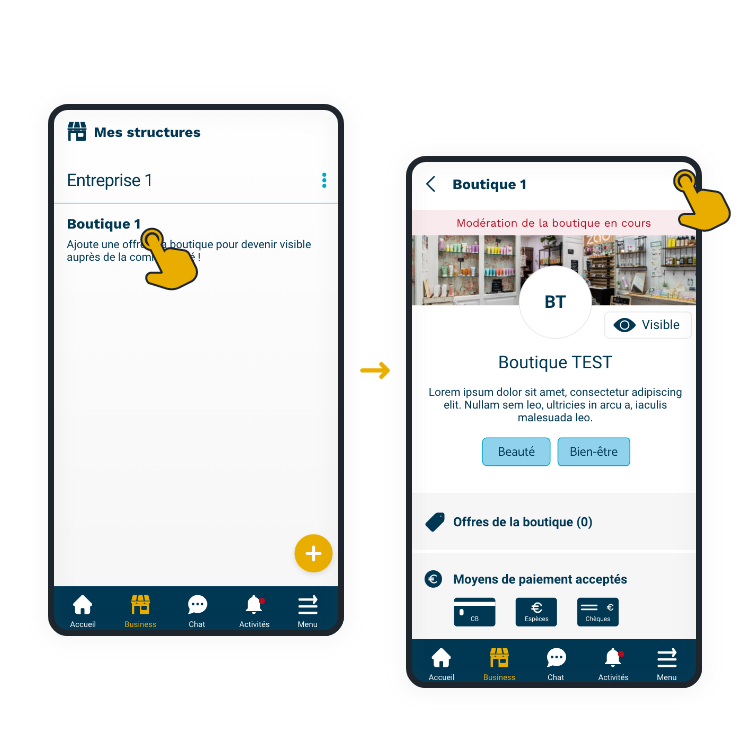 Mes structures
Entreprise 1
Boutique 1
Ajoute une offre la boutique pour devenir visible
auprès de la com é !
Accueil
Business
Chat
Activités
Menu
Boutique 1
Modération de la boutique en cours
BT
Visible
Boutique TEST
Lorem ipsum dolor sit amet, consectetur adipiscing
elit. Nullam sem leo, ultricies in arcu a, iaculis
malesuada leo.
Beauté
Bien-être
Offres de la boutique (0)
Moyens de paiement acceptés
CB
Espèces
Chèques
Accueil
Business
Chat
Activités
Menu